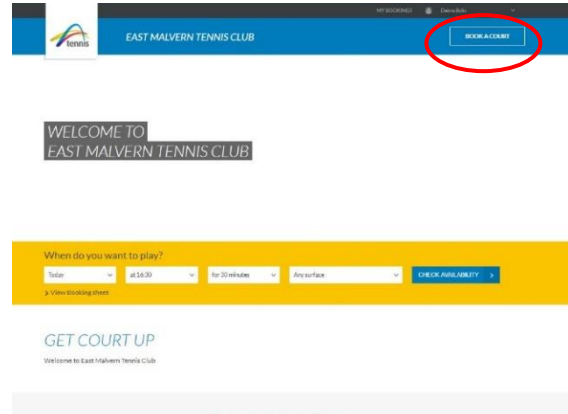 MY BOOKINGS
tennis
EAST MALVERN TENNIS CLUB
BOOK A COURT
WELCOME TO
EAST MALVERN TENNIS CLUB
When do you want to play?
Today at 16:30 for 30 minutes Any surface CHECK AVAILABILITY >
> View Booking sheet
GET COURT UP
Welcome to East Malvern Tennis Club